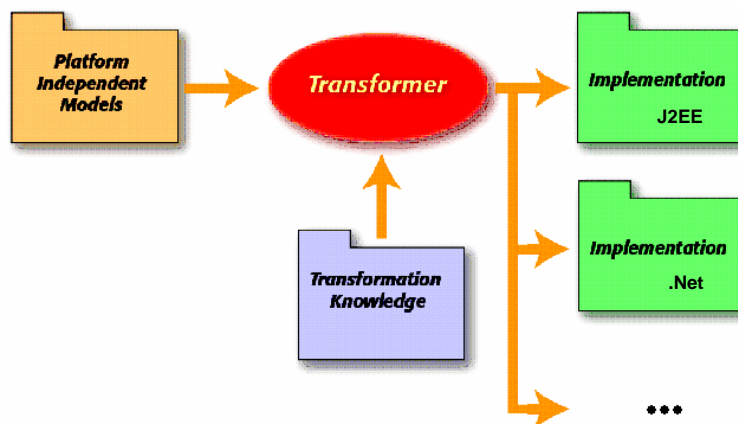 Platform
Independent
Models
Transformer
Implementation
J2EE
Transformation
Knowledge
Implementation
.Net
...